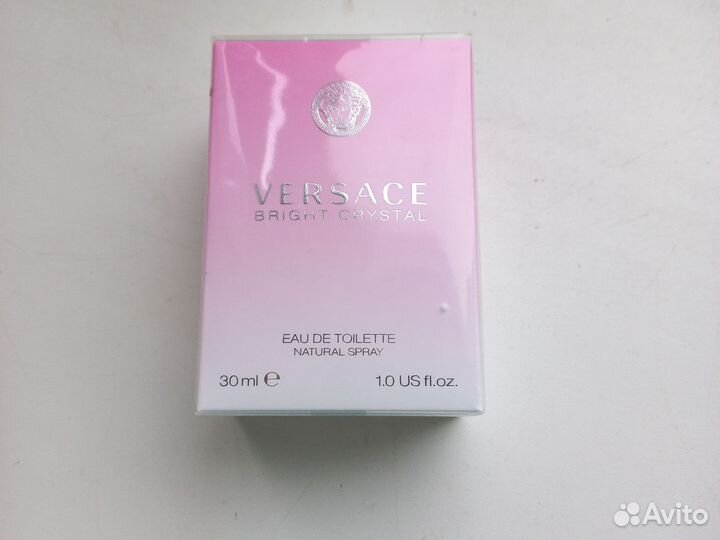 VERSACE
BRIGHT CRYSTAL
EAU DE TOILETTE
NATURAL SPRAY
30 ml ℮ 1.0 US fl.oz.
Avito